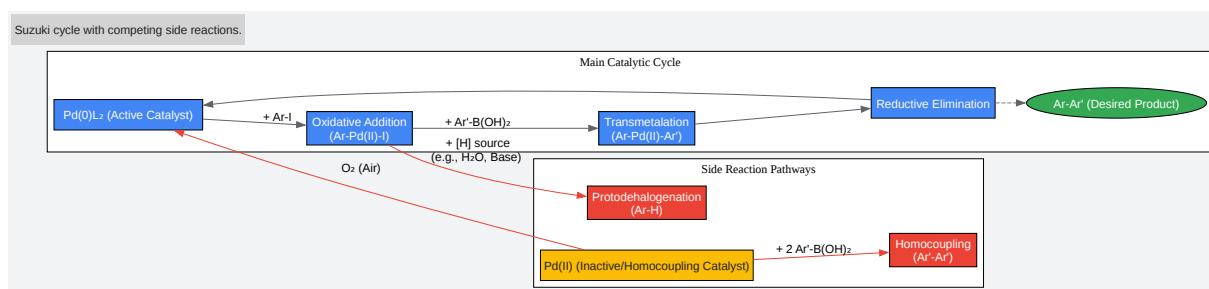 Suzuki cycle with competing side reactions.
Main Catalytic Cycle
Pd(0)L₂ (Active Catalyst)
+ Ar-I
Oxidative Addition
(Ar-Pd(II)-I)
+ Ar'-B(OH)₂
Transmetalation
(Ar-Pd(II)-Ar')
Reductive Elimination
Ar-Ar' (Desired Product)
+ [H] source
(e.g., H₂O, Base)
O₂ (Air)
Side Reaction Pathways
Protodehalogenation
(Ar-H)
Pd(II) (Inactive/Homocoupling Catalyst)
+ 2 Ar'-B(OH)₂
Homocoupling
(Ar'-Ar')